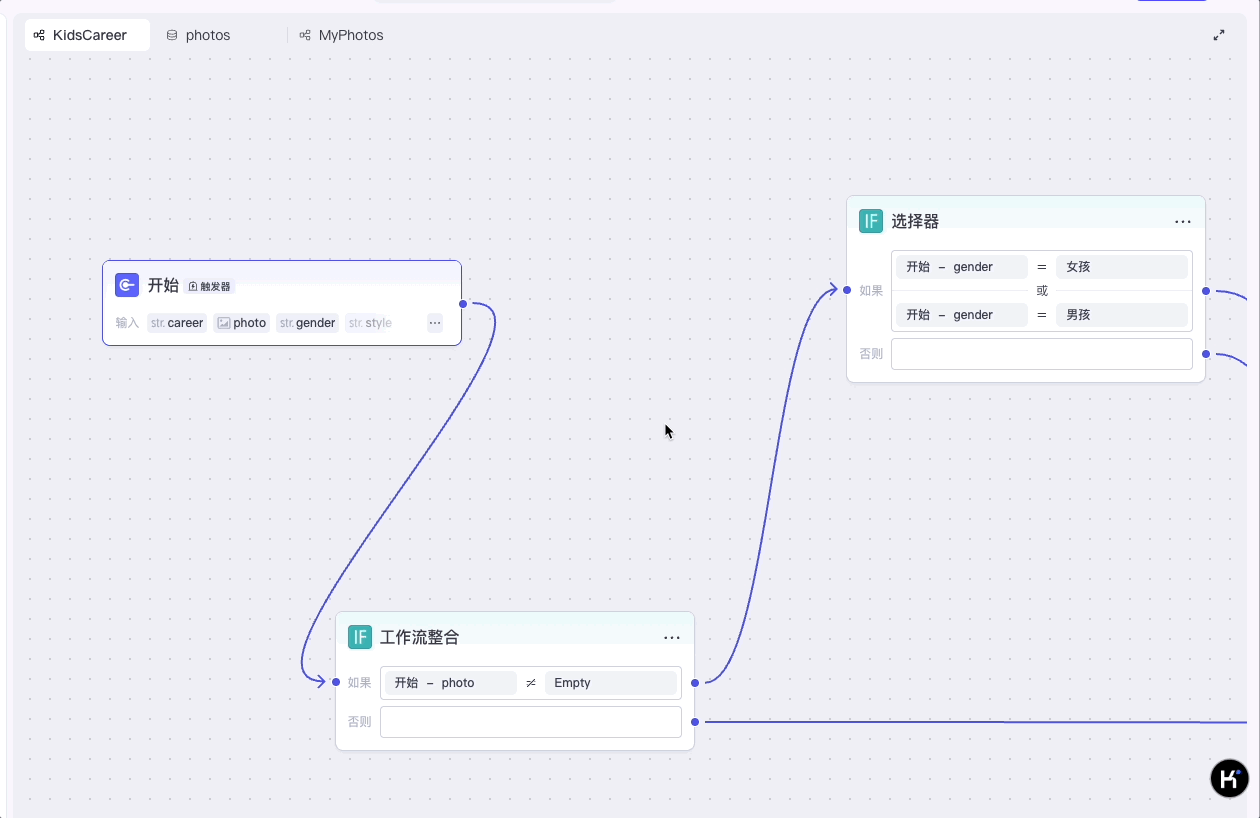 KidsCareer photos MyPhotos
开始 触发器
输入 str. career photo str. gender str. style ...
IF 选择器 ...
如果 开始 – gender = 女孩
或
开始 – gender = 男孩
否则
IF 工作流整合 ...
如果 开始 – photo ≠ Empty
否则
K